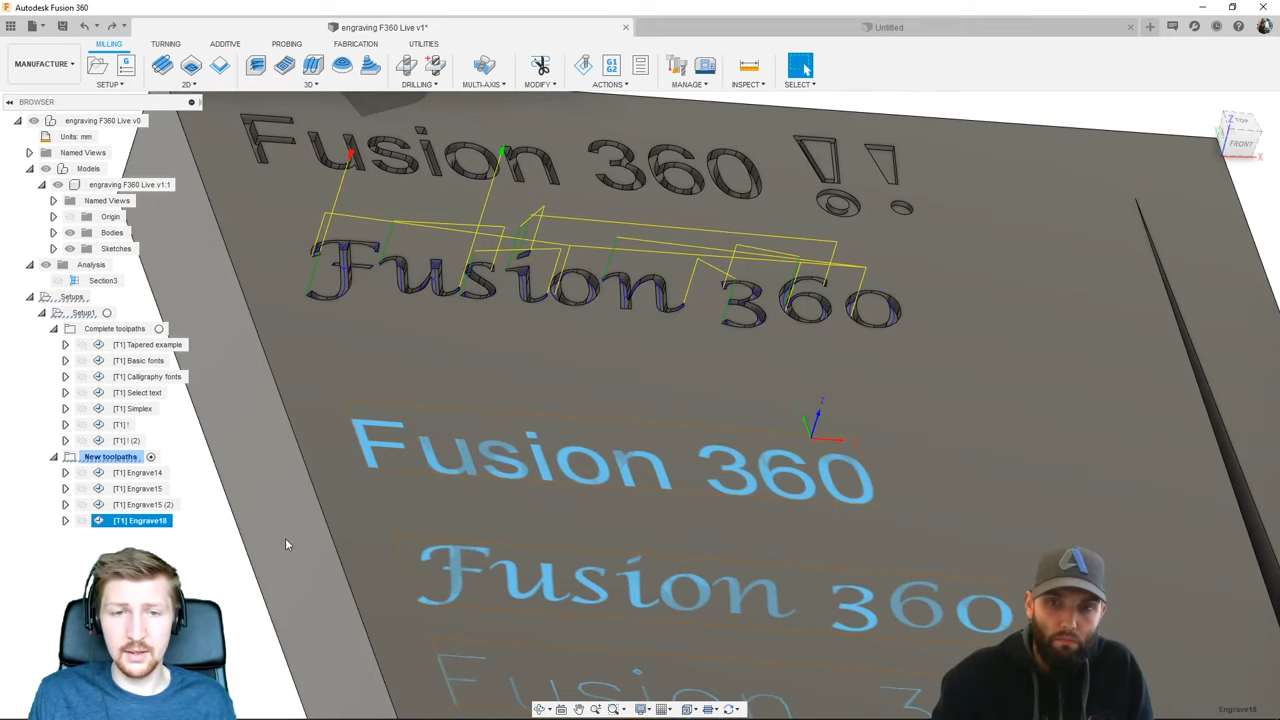 Autodesk Fusion 360
engraving F360 Live v1*
Untitled
MILLING TURNING ADDITIVE PROBING FABRICATION UTILITIES
MANUFACTURE
SETUP 2D 3D DRILLING MULTI-AXIS MODIFY ACTIONS MANAGE INSPECT SELECT
G1
G2
BROWSER
engraving F360 Live v0
Units: mm
Named Views
Models
engraving F360 Live v1:1
Named Views
Origin
Bodies
Sketches
Analysis
Section3
Setups
Setup1
Complete toolpaths
[T1] Tapered example
[T1] Basic fonts
[T1] Calligraphy fonts
[T1] Select text
[T1] Simplex
[T1] !
[T1] ! (2)
New toolpaths
[T1] Engrave14
[T1] Engrave15
[T1] Engrave15 (2)
[T1] Engrave18
Fusion 360 !!
Fusion 360
Fusion 360
Fusion 360
Fusion 3
TOP
FRONT
Z
X
Z
Engrave18